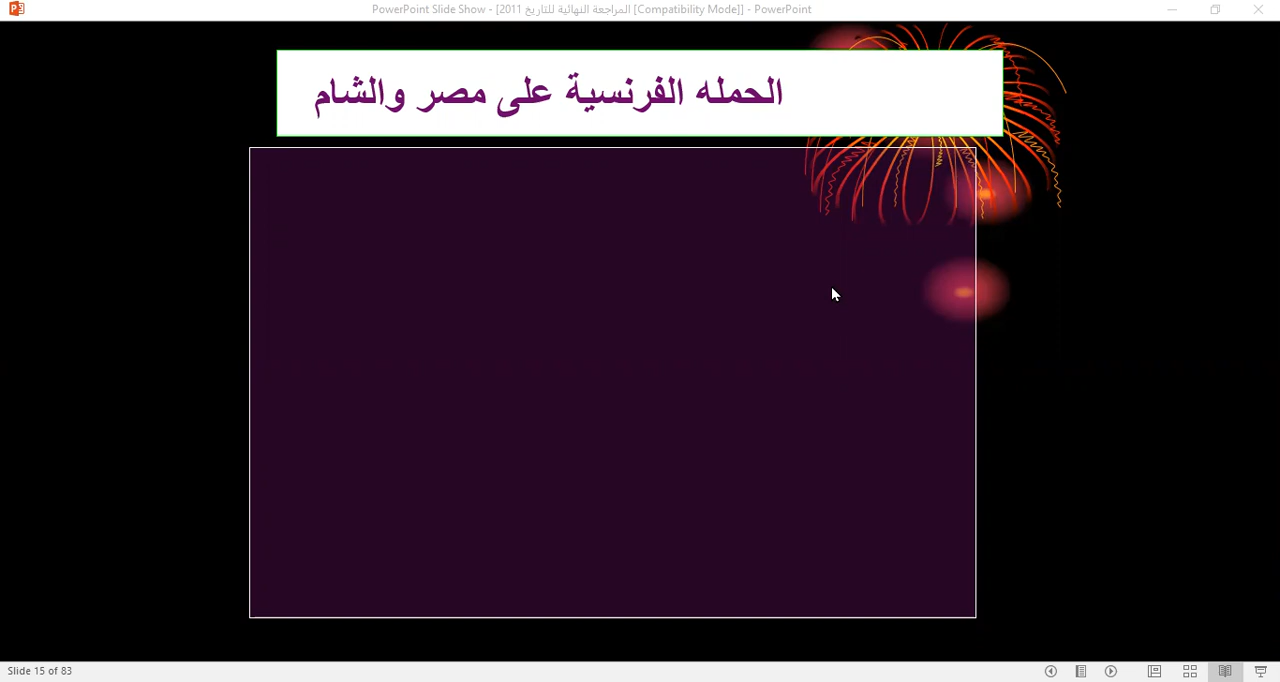 PowerPoint Slide Show - [المراجعة النهائية للتاريخ 2011 [Compatibility Mode]] - PowerPoint
الحمله الفرنسية على مصر والشام
Slide 15 of 83